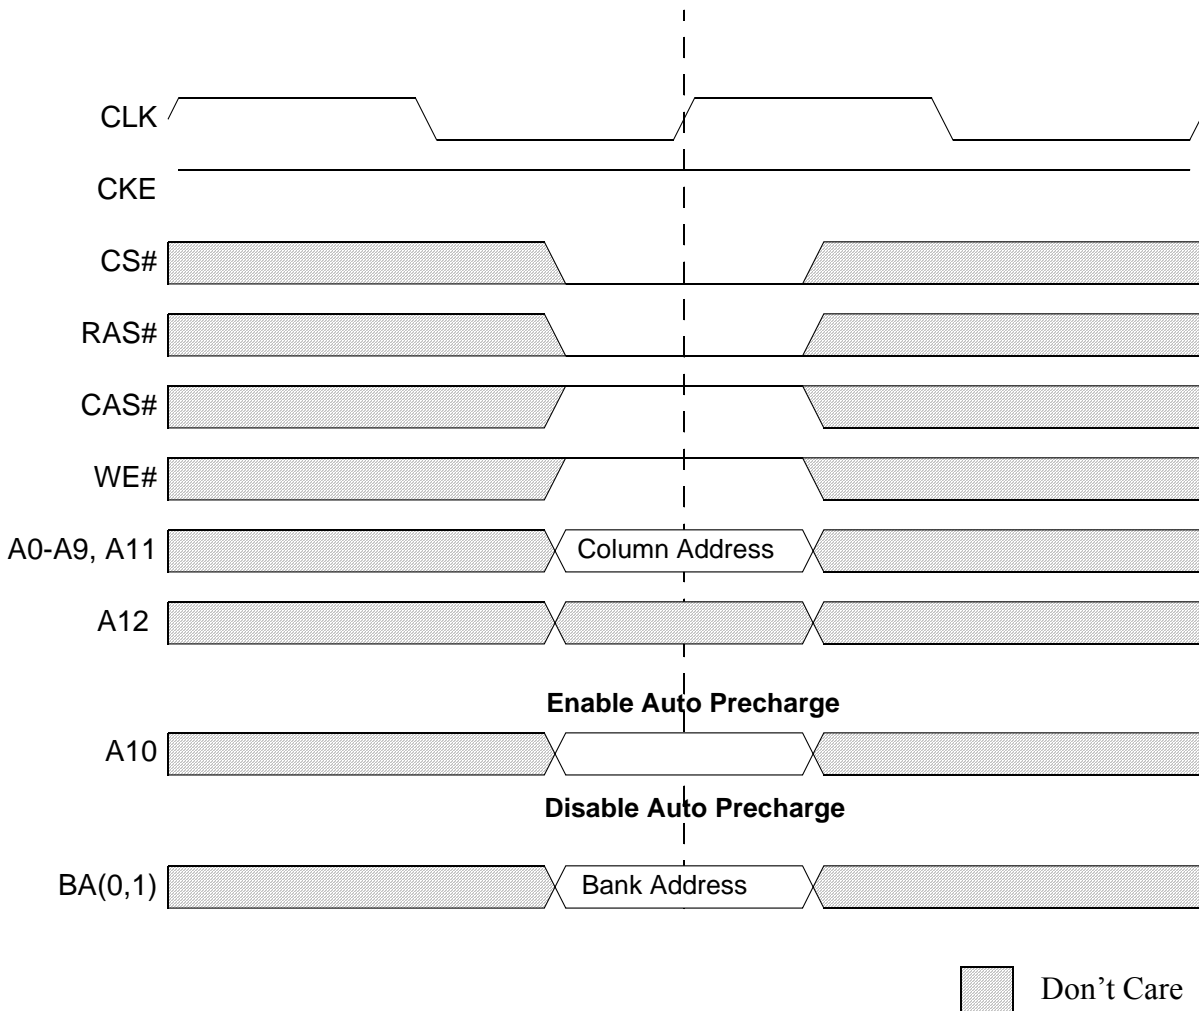 CLK
CKE
CS#
RAS#
CAS#
WE#
A0-A9, A11 Column Address
A12
Enable Auto Precharge
A10
Disable Auto Precharge
BA(0,1) Bank Address
Don’t Care